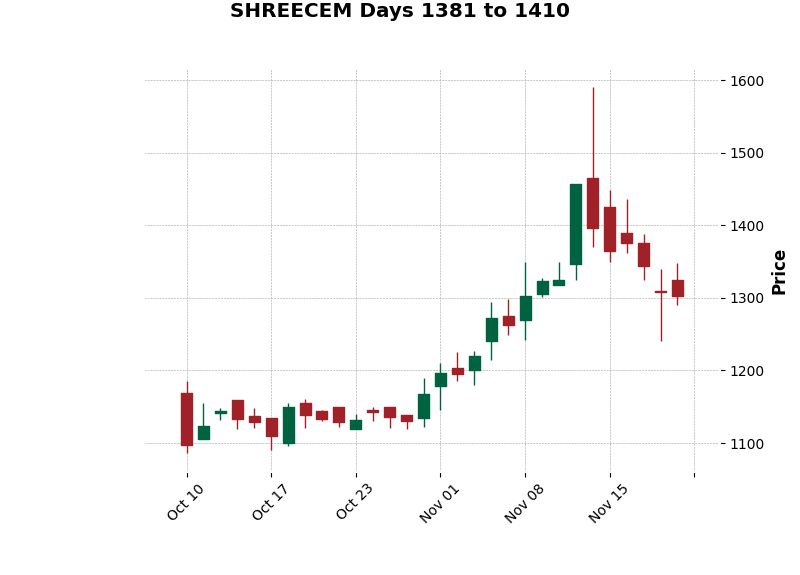 SHREECEM Days 1381 to 1410
1600
1500
1400
1300
1200
1100
Price
Oct 10
Oct 17
Oct 23
Nov 01
Nov 08
Nov 15